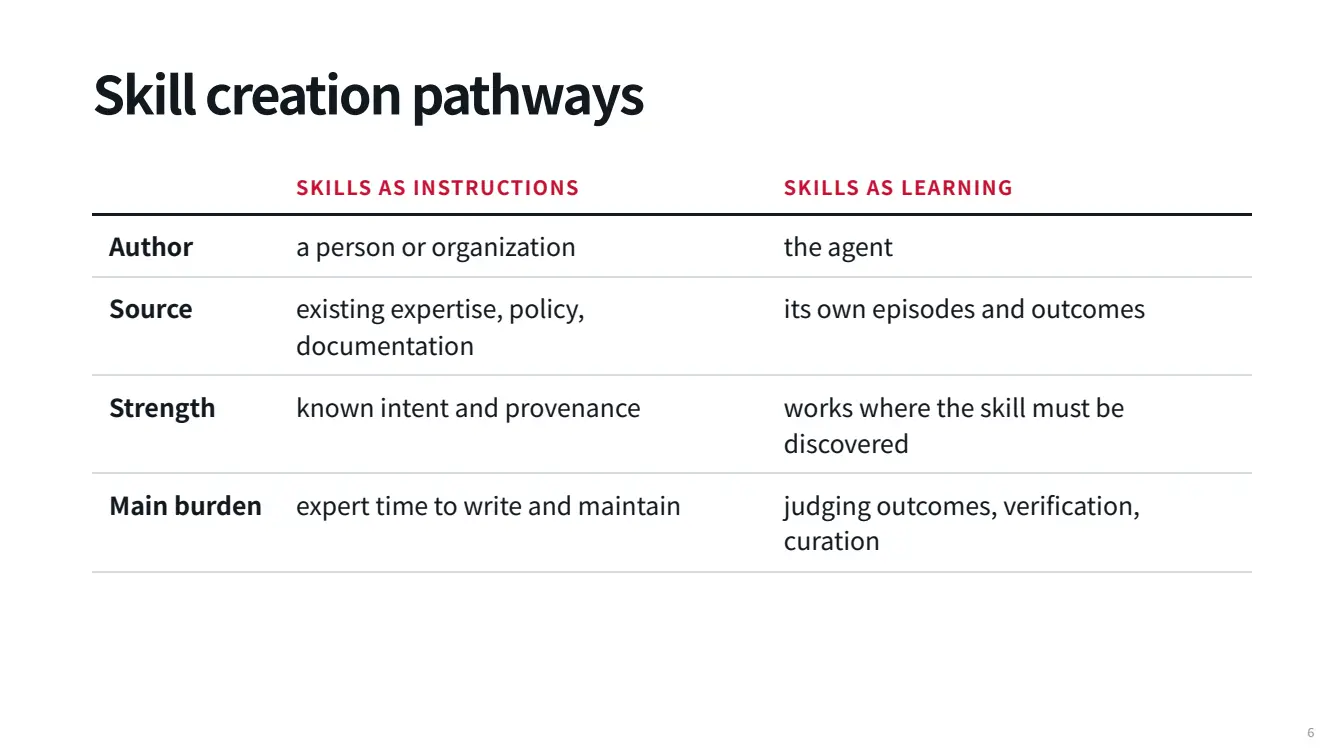 Skill creation pathways
SKILLS AS INSTRUCTIONS SKILLS AS LEARNING
Author a person or organization the agent
Source existing expertise, policy, its own episodes and outcomes
documentation
Strength known intent and provenance works where the skill must be
discovered
Main burden expert time to write and maintain judging outcomes, verification,
curation
6